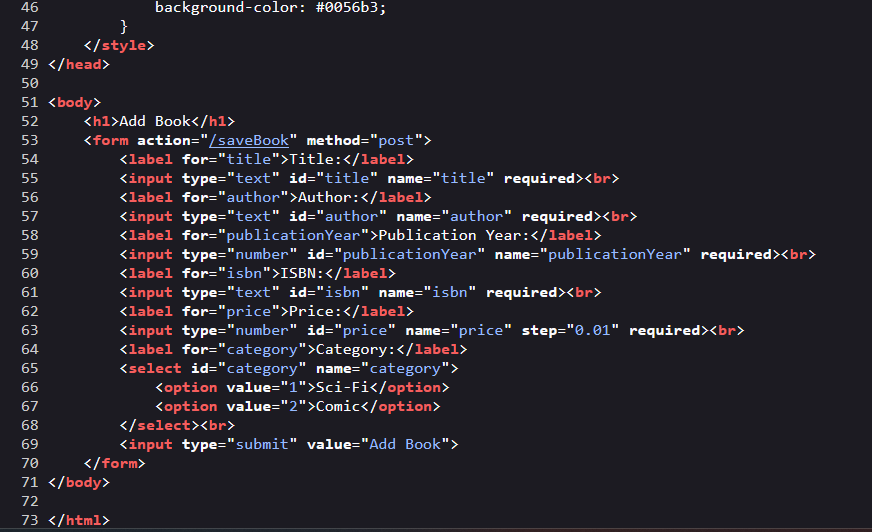 46             background-color: #0056b3;
47         }
48     </style>
49 </head>
50
51 <body>
52     <h1>Add Book</h1>
53     <form action="/saveBook" method="post">
54         <label for="title">Title:</label>
55         <input type="text" id="title" name="title" required><br>
56         <label for="author">Author:</label>
57         <input type="text" id="author" name="author" required><br>
58         <label for="publicationYear">Publication Year:</label>
59         <input type="number" id="publicationYear" name="publicationYear" required><br>
60         <label for="isbn">ISBN:</label>
61         <input type="text" id="isbn" name="isbn" required><br>
62         <label for="price">Price:</label>
63         <input type="number" id="price" name="price" step="0.01" required><br>
64         <label for="category">Category:</label>
65         <select id="category" name="category">
66             <option value="1">Sci-Fi</option>
67             <option value="2">Comic</option>
68         </select><br>
69         <input type="submit" value="Add Book">
70     </form>
71 </body>
72
73 </html>